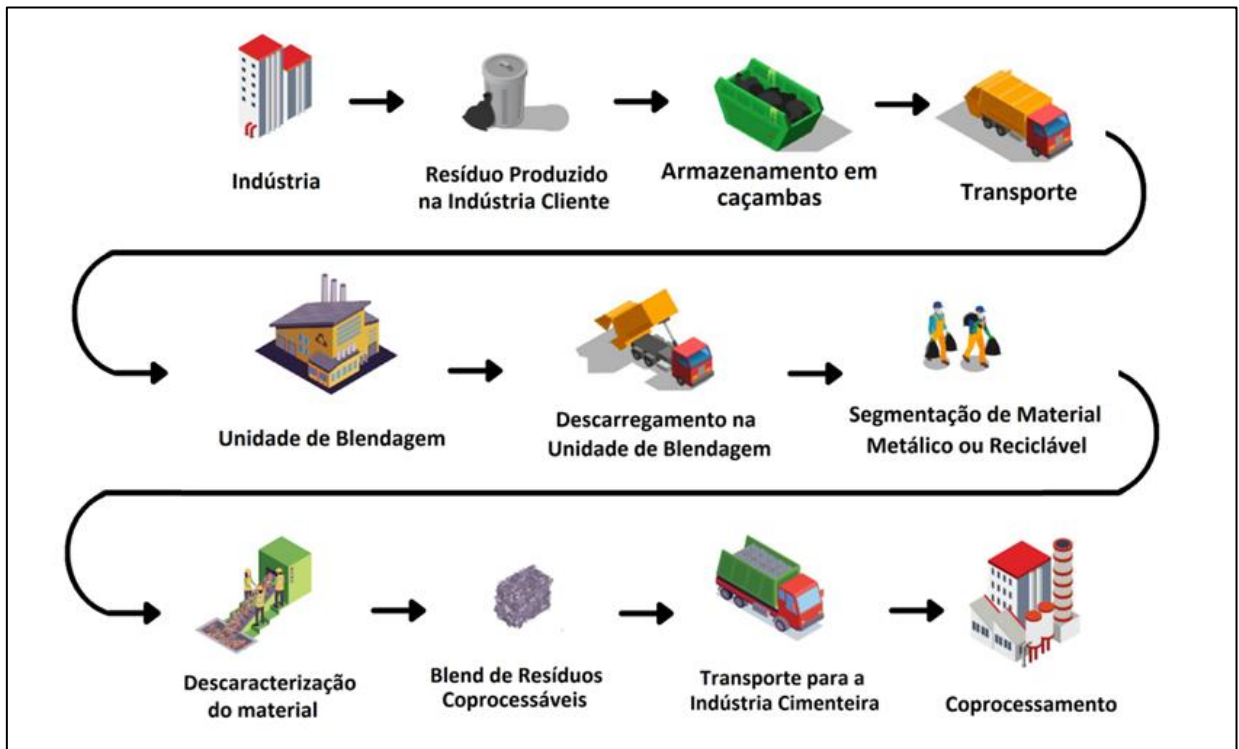 Indústria
Resíduo Produzido
na Indústria Cliente
Armazenamento em
caçambas
Transporte
Unidade de Blendagem
Descarregamento na
Unidade de Blendagem
Segmentação de Material
Metálico ou Reciclável
Descaracterização
do material
Blend de Resíduos
Coprocessáveis
Transporte para a
Indústria Cimenteira
Coprocessamento